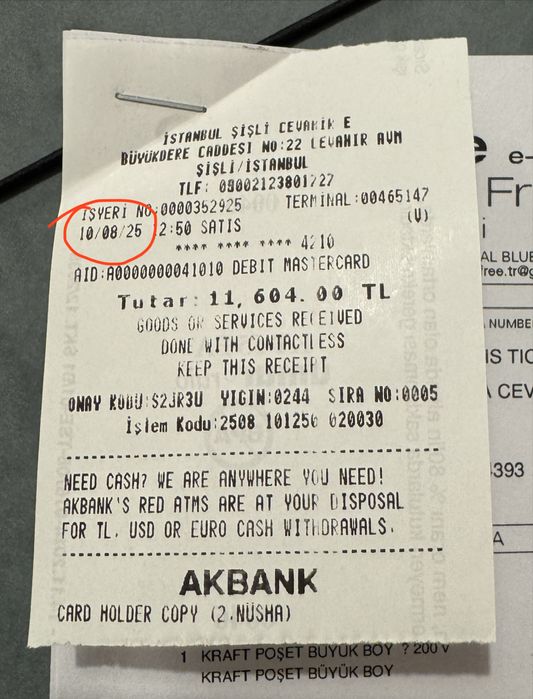 İSTANBUL ŞİŞLİ CEVAHİR E
BÜYÜKDERE CADDESİ NO:22 CEVAHIR AVM
ŞİŞLİ/İSTANBUL
TLF: 09002123801727
İŞYERİ NO:0000352925 TERMINAL:00465147
10/08/25 12:50 SATIS (V)
**** **** **** 4210
AID:A0000000041010 DEBIT MASTERCARD
Tutar: 11,604.00 TL
GOODS OR SERVICES RECEIVED
DONE WITH CONTACTLESS
KEEP THIS RECEIPT
ONAY KODU:S2JR3U YIGIN:0244 SIRA NO:0005
İşlem Kodu:2508 101256 020030
NEED CASH? WE ARE ANYWHERE YOU NEED!
AKBANK'S RED ATMS ARE AT YOUR DISPOSAL
FOR TL, USD OR EURO CASH WITHDRAWALS.
AKBANK
CARD HOLDER COPY (2.NÜSHA)
e e-
Fr
i
AL BLUE
free.tr@g
A NUMBER
IS TIC
A CEV
4393
A
1 KRAFT POŞET BÜYÜK BOY ? 200 V
KRAFT POŞET BÜYÜK BOY